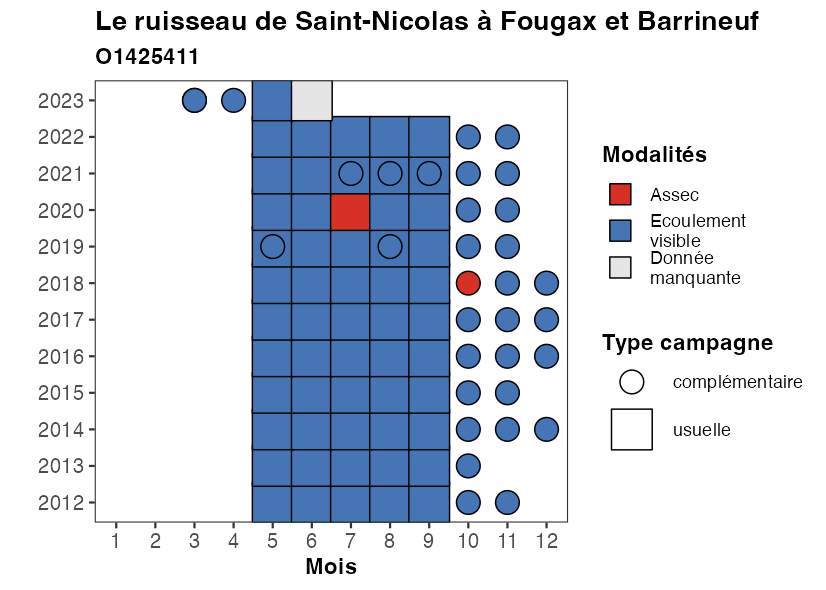 Le ruisseau de Saint-Nicolas à Fougax et Barrineuf
O1425411
2023
2022
2021
2020
2019
2018
2017
2016
2015
2014
2013
2012
1 2 3 4 5 6 7 8 9 10 11 12
Mois
Modalités
Assec
Ecoulement
visible
Donnée
manquante
Type campagne
complémentaire
usuelle